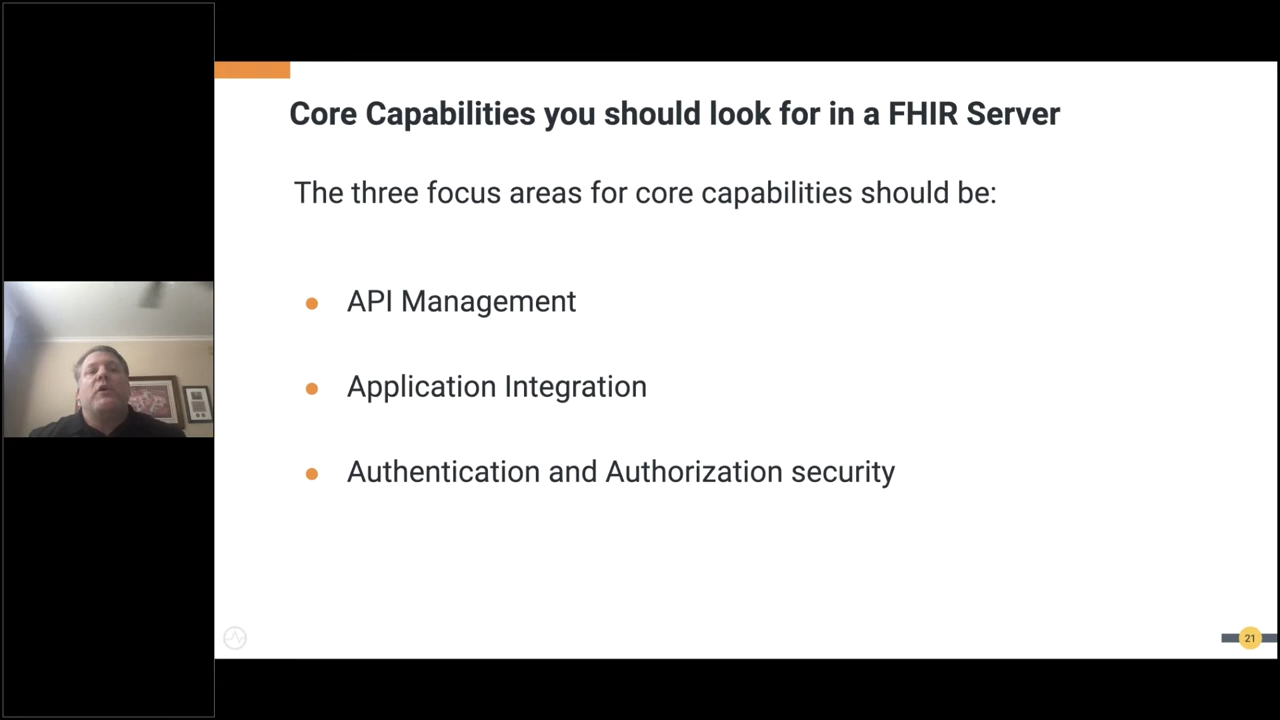 Core Capabilities you should look for in a FHIR Server
The three focus areas for core capabilities should be:
● API Management
● Application Integration
● Authentication and Authorization security
21